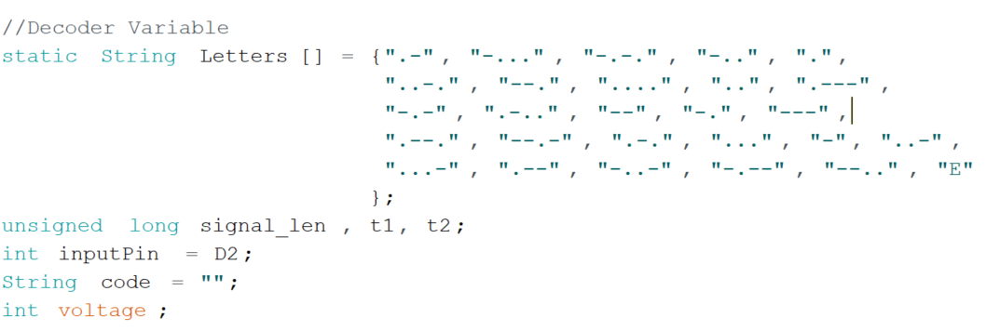 //Decoder Variable
static String Letters [] = {".-", "-...", "-.-.", "-..", ".",
"..-.", "--.", "....", "..", ".---",
"-.-", ".-..", "--", "-.", "---",
".--.", "--.-", ".-.", "...", "-", "..-",
"...-", ".--", "-..-", "-.--", "--..", "E"
};
unsigned long signal_len , t1, t2;
int inputPin = D2;
String code = "";
int voltage ;